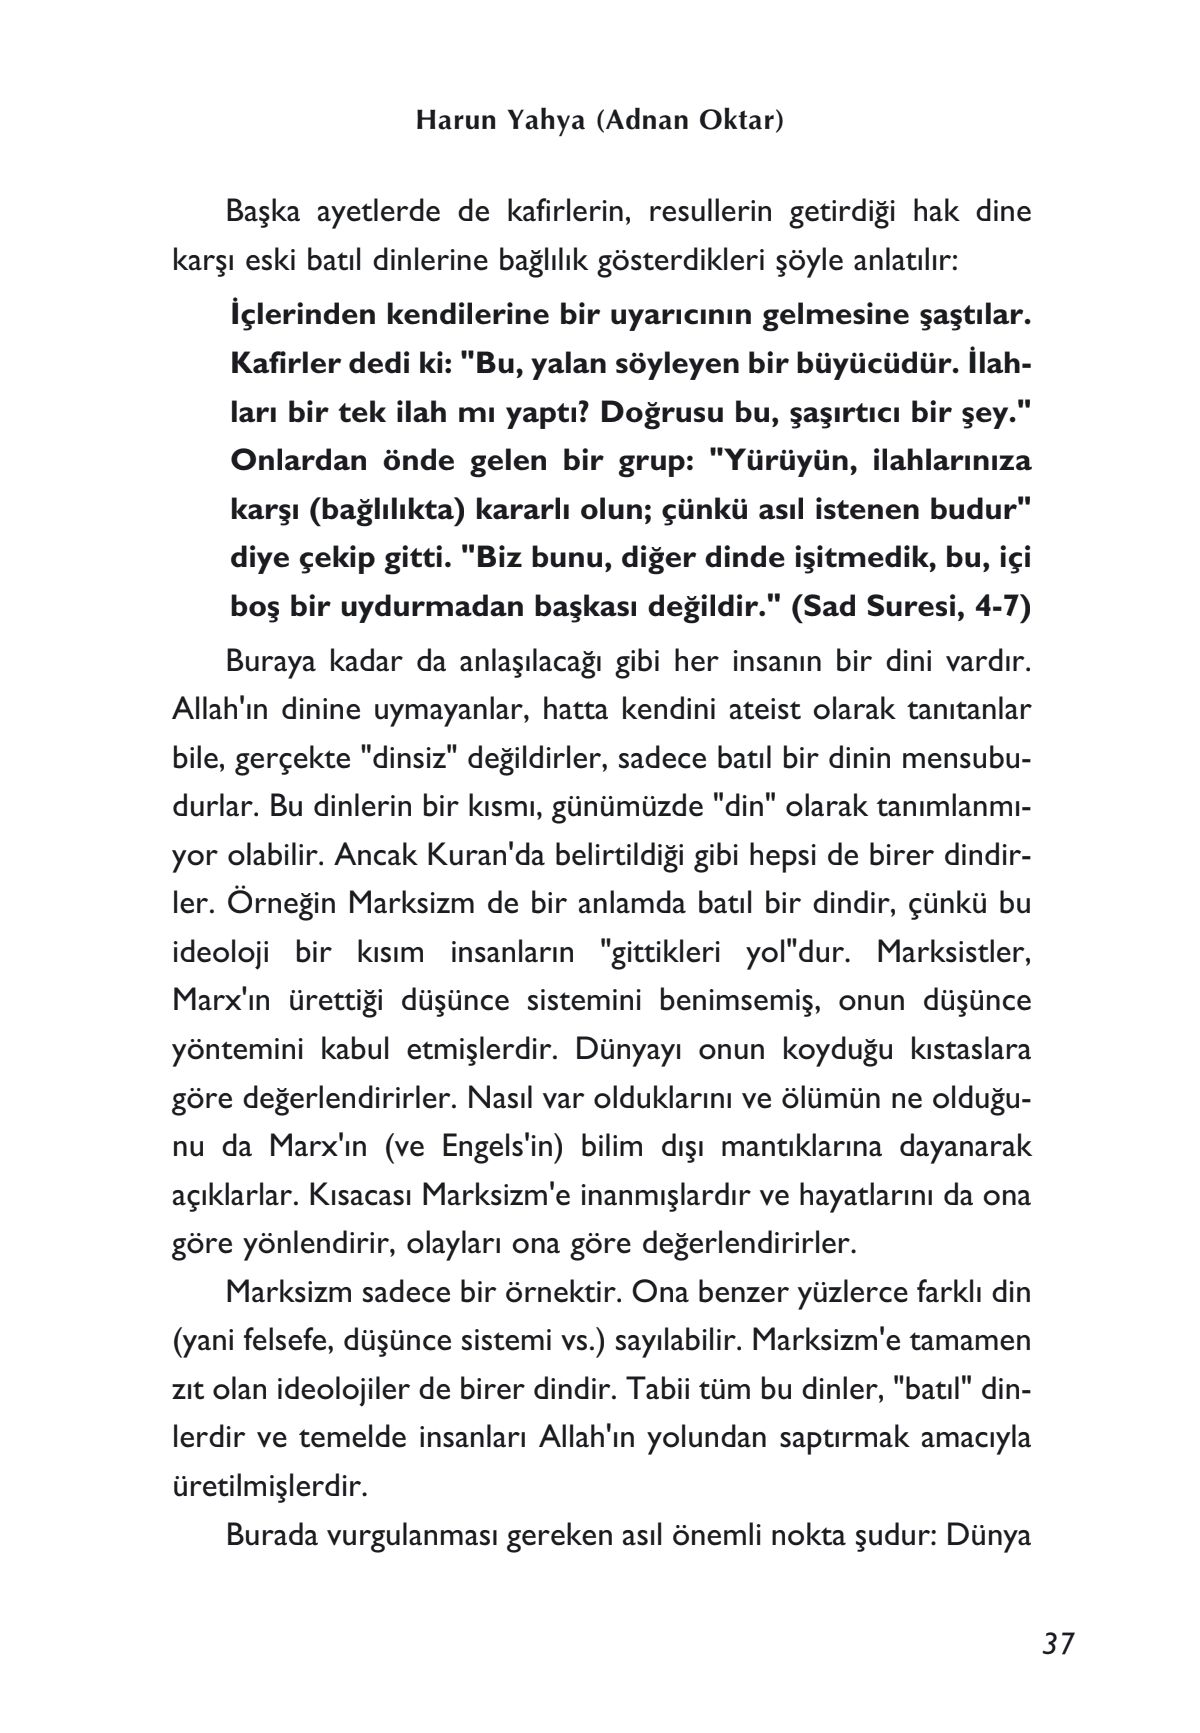 Harun Yahya (Adnan Oktar)
Başka ayetlerde de kafirlerin, resullerin getirdiği hak dine
karşı eski batıl dinlerine bağlılık gösterdikleri şöyle anlatılır:
İçlerinden kendilerine bir uyarıcının gelmesine şaştılar.
Kafirler dedi ki: "Bu, yalan söyleyen bir büyücüdür. İlah-
ları bir tek ilah mı yaptı? Doğrusu bu, şaşırtıcı bir şey."
Onlardan önde gelen bir grup: "Yürüyün, ilahlarınıza
karşı (bağlılıkta) kararlı olun; çünkü asıl istenen budur"
diye çekip gitti. "Biz bunu, diğer dinde işitmedik, bu, içi
boş bir uydurmadan başkası değildir." (Sad Suresi, 4-7)
Buraya kadar da anlaşılacağı gibi her insanın bir dini vardır.
Allah'ın dinine uymayanlar, hatta kendini ateist olarak tanıtanlar
bile, gerçekte "dinsiz" değildirler, sadece batıl bir dinin mensubu-
durlar. Bu dinlerin bir kısmı, günümüzde "din" olarak tanımlanmı-
yor olabilir. Ancak Kuran'da belirtildiği gibi hepsi de birer dindir-
ler. Örneğin Marksizm de bir anlamda batıl bir dindir, çünkü bu
ideoloji bir kısım insanların "gittikleri yol"dur. Marksistler,
Marx'ın ürettiği düşünce sistemini benimsemiş, onun düşünce
yöntemini kabul etmişlerdir. Dünyayı onun koyduğu kıstaslara
göre değerlendirirler. Nasıl var olduklarını ve ölümün ne olduğu-
nu da Marx'ın (ve Engels'in) bilim dışı mantıklarına dayanarak
açıklarlar. Kısacası Marksizm'e inanmışlardır ve hayatlarını da ona
göre yönlendirir, olayları ona göre değerlendirirler.
Marksizm sadece bir örnektir. Ona benzer yüzlerce farklı din
(yani felsefe, düşünce sistemi vs.) sayılabilir. Marksizm'e tamamen
zıt olan ideolojiler de birer dindir. Tabii tüm bu dinler, "batıl" din-
lerdir ve temelde insanları Allah'ın yolundan saptırmak amacıyla
üretilmişlerdir.
Burada vurgulanması gereken asıl önemli nokta şudur: Dünya
37